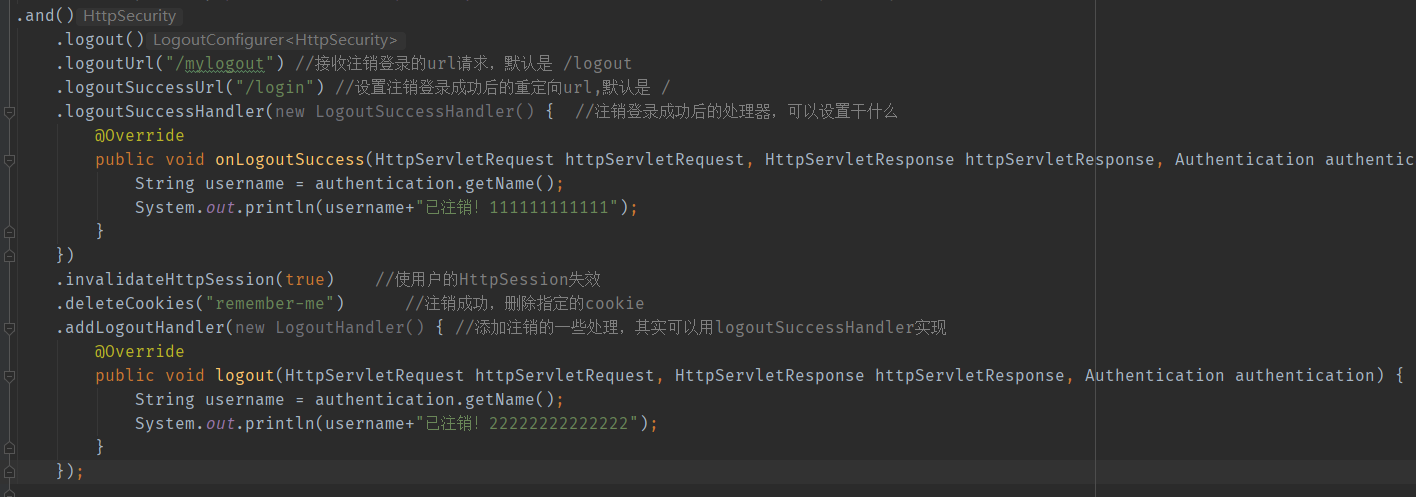 .and() HttpSecurity
.logout() LogoutConfigurer<HttpSecurity>
.logoutUrl("/mylogout") //接收注销登录的url请求，默认是 /logout
.logoutSuccessUrl("/login") //设置注销登录成功后的重定向url,默认是 /
.logoutSuccessHandler(new LogoutSuccessHandler() {  //注销登录成功后的处理器，可以设置干什么
@Override
public void onLogoutSuccess(HttpServletRequest httpServletRequest, HttpServletResponse httpServletResponse, Authentication authentic
String username = authentication.getName();
System.out.println(username+"已注销！111111111111");
}
})
.invalidateHttpSession(true)    //使用户的HttpSession失效
.deleteCookies("remember-me")      //注销成功，删除指定的cookie
.addLogoutHandler(new LogoutHandler() { //添加注销的一些处理，其实可以用logoutSuccessHandler实现
@Override
public void logout(HttpServletRequest httpServletRequest, HttpServletResponse httpServletResponse, Authentication authentication) {
String username = authentication.getName();
System.out.println(username+"已注销！22222222222222");
}
});